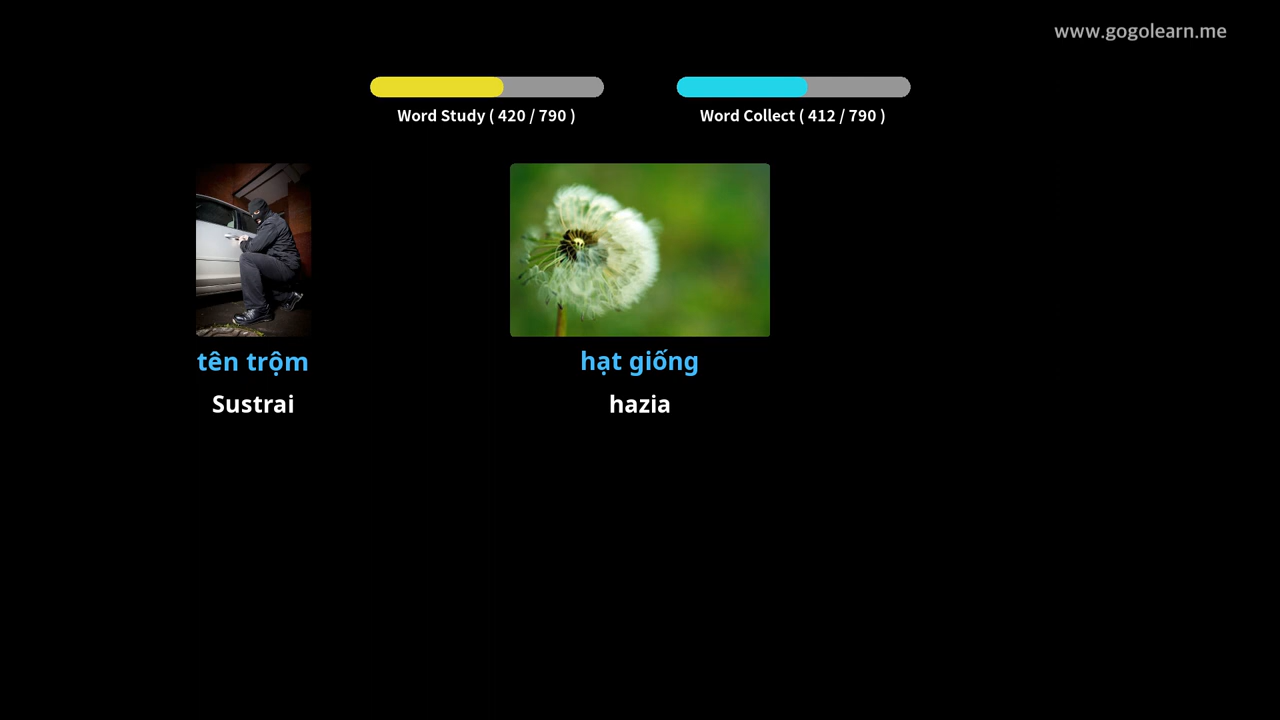 www.gogolearn.me
Word Study ( 420 / 790 )
Word Collect ( 412 / 790 )
tên trộm
Sustrai
hạt giống
hazia